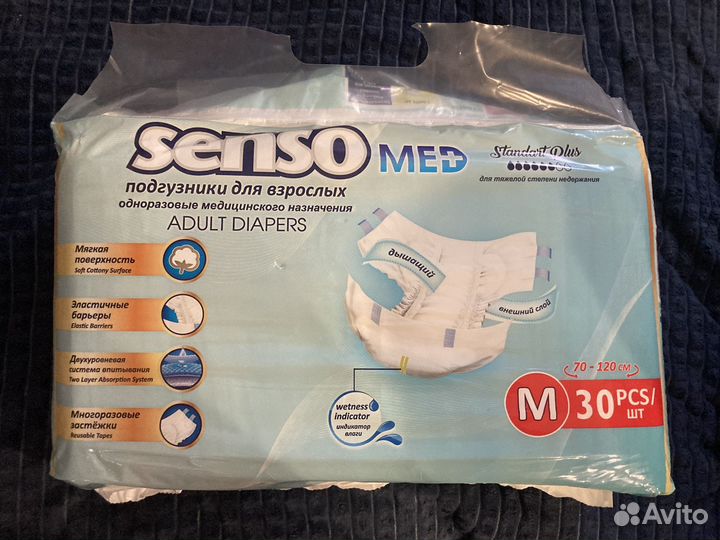 senso MED
Standart Plus
подгузники для взрослых
для тяжелой степени недержания
одноразовые медицинского назначения
ADULT DIAPERS
Мягкая
поверхность
Soft Cottony Surface
Эластичные
барьеры
Elastic Barriers
Двухуровневая
система впитывания
Two Layer Absorption System
Многоразовые
застёжки
Reusable Tapes
дышащий
внешний слой
wetness
indicator
индикатор
влаги
70 - 120 см
M 30 PCS/
шт
Avito